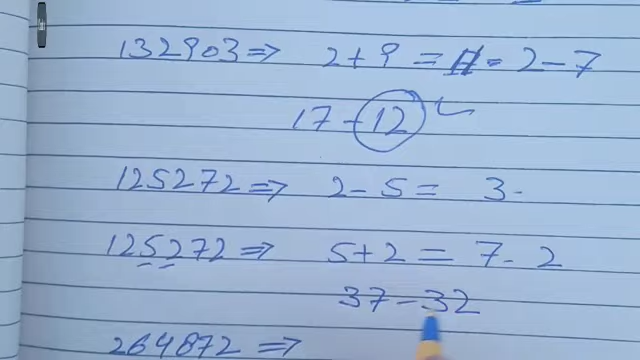 132903 ⇒ 2 + 9 = = 2 - 7
17 - 12
125272 ⇒ 2 - 5 = 3 -
125272 ⇒ 5 + 2 = 7 - 2
37 - 32
264872 ⇒